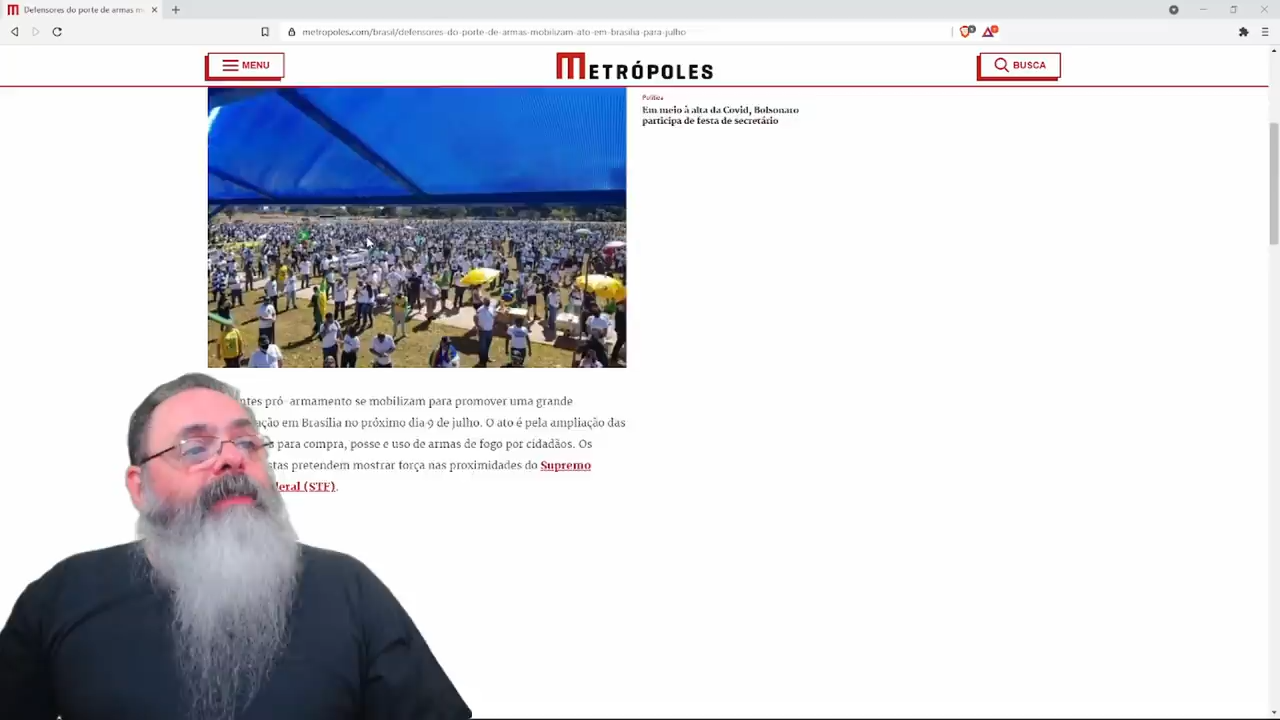 Defensores do porte de armas m
metropoles.com/brasil/defensores-do-porte-de-armas-mobilizam-ato-em-brasilia-para-julho
MENU
METRÓPOLES
BUSCA
Política
Em meio à alta da Covid, Bolsonaro
participa de festa de secretário
ntes pró-armamento se mobilizam para promover uma grande
ação em Brasília no próximo dia 9 de julho. O ato é pela ampliação das
s para compra, posse e uso de armas de fogo por cidadãos. Os
stas pretendem mostrar força nas proximidades do Supremo
eral (STF).